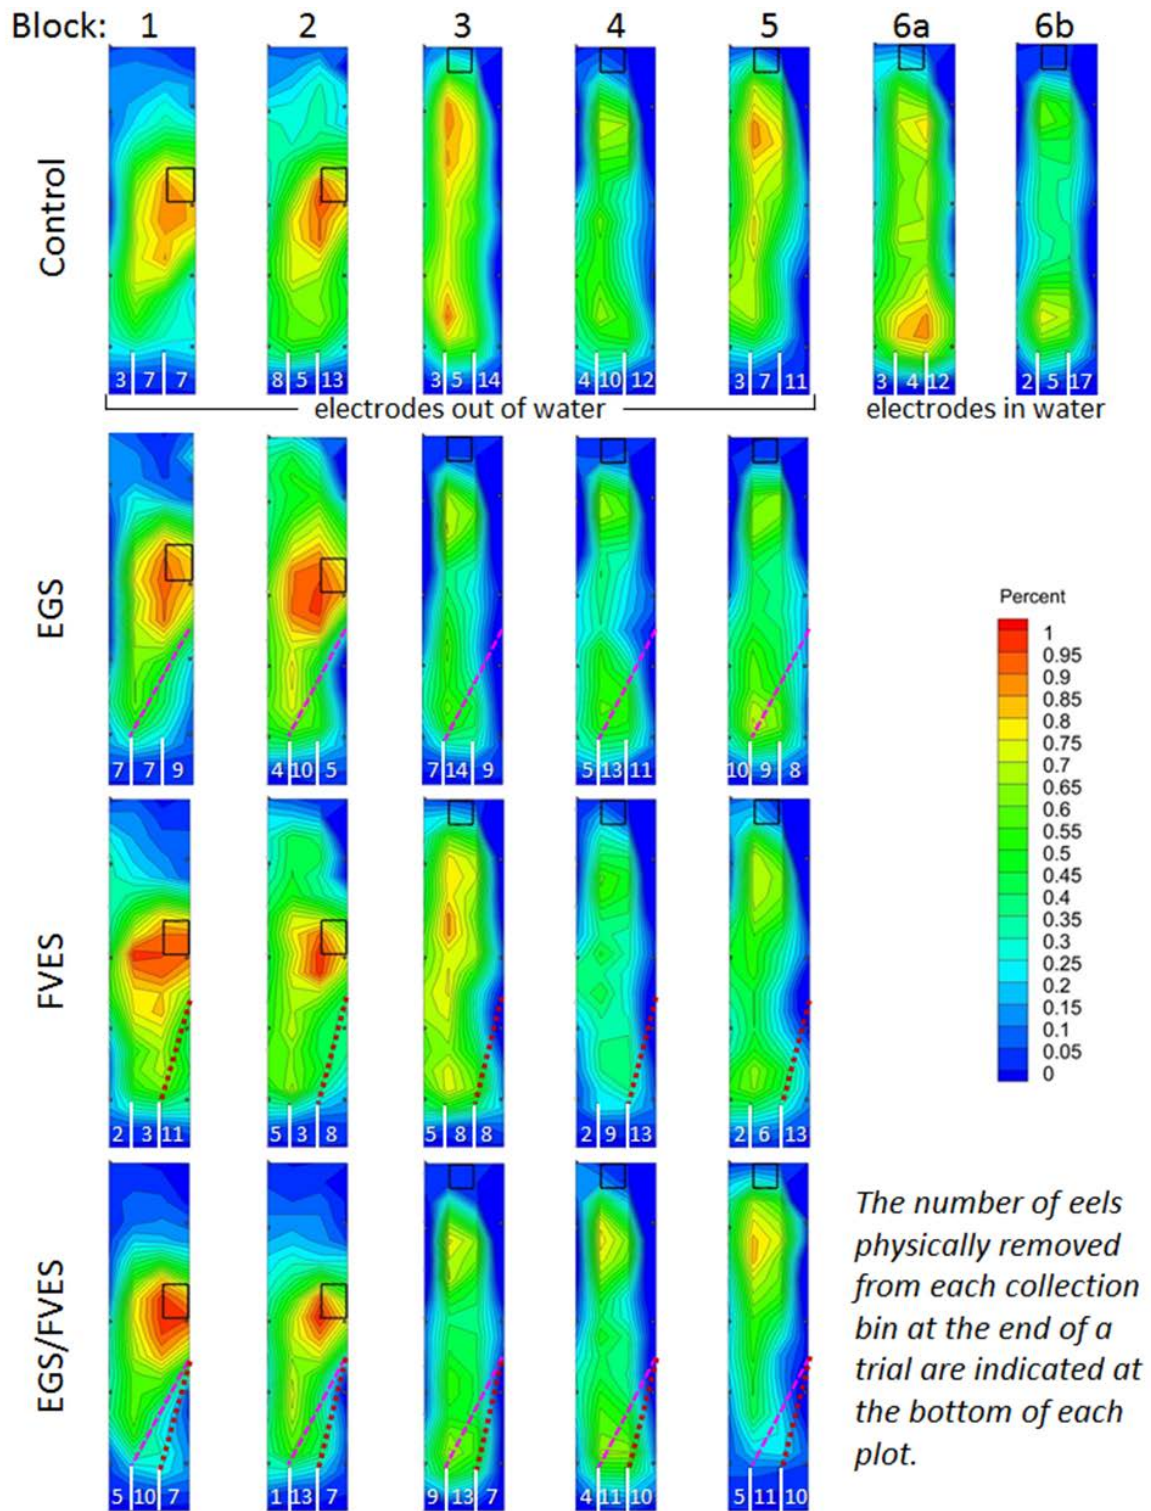 Block: 1 2 3 4 5 6a 6b
Control
3 7 7 8 5 13 3 5 14 4 10 12 3 7 11 3 4 12 2 5 17
electrodes out of water electrodes in water
EGS
7 7 9 4 10 5 7 14 9 5 13 11 10 9 8
Percent
1
0.95
0.9
0.85
0.8
0.75
0.7
0.65
0.6
0.55
0.5
0.45
0.4
0.35
0.3
0.25
0.2
0.15
0.1
0.05
0
FVES
2 3 11 5 3 8 5 8 8 2 9 13 2 6 13
EGS/FVES
5 10 7 1 13 7 9 13 7 4 11 10 5 11 10
The number of eels
physically removed
from each collection
bin at the end of a
trial are indicated at
the bottom of each
plot.